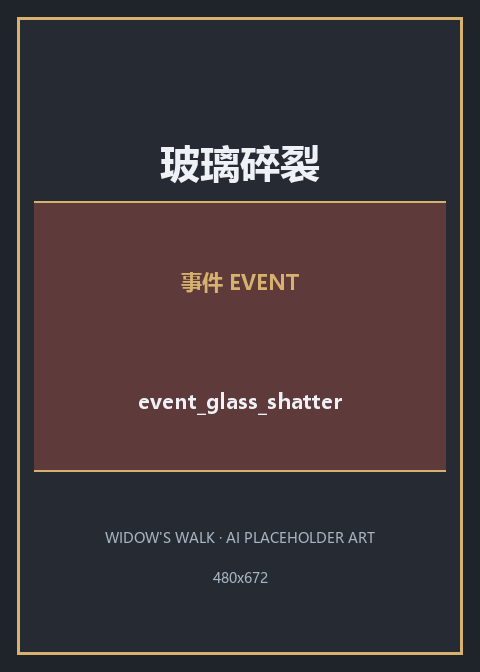 玻璃碎裂
事件 EVENT
event_glass_shatter
WIDOW'S WALK · AI PLACEHOLDER ART
480x672